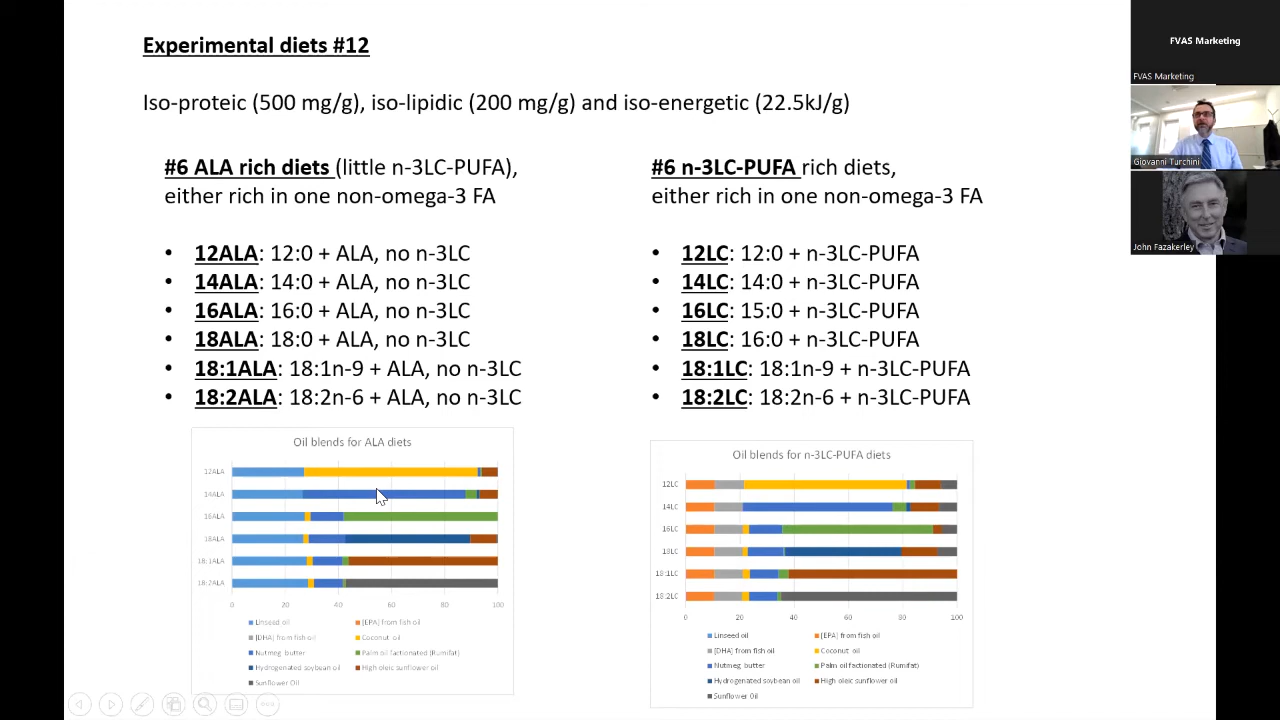 Experimental diets #12
Iso-proteic (500 mg/g), iso-lipidic (200 mg/g) and iso-energetic (22.5kJ/g)
#6 ALA rich diets (little n-3LC-PUFA),
either rich in one non-omega-3 FA
• 12ALA: 12:0 + ALA, no n-3LC
• 14ALA: 14:0 + ALA, no n-3LC
• 16ALA: 16:0 + ALA, no n-3LC
• 18ALA: 18:0 + ALA, no n-3LC
• 18:1ALA: 18:1n-9 + ALA, no n-3LC
• 18:2ALA: 18:2n-6 + ALA, no n-3LC
#6 n-3LC-PUFA rich diets,
either rich in one non-omega-3 FA
• 12LC: 12:0 + n-3LC-PUFA
• 14LC: 14:0 + n-3LC-PUFA
• 16LC: 15:0 + n-3LC-PUFA
• 18LC: 16:0 + n-3LC-PUFA
• 18:1LC: 18:1n-9 + n-3LC-PUFA
• 18:2LC: 18:2n-6 + n-3LC-PUFA
Oil blends for ALA diets
12ALA
14ALA
16ALA
18ALA
18:1ALA
18:2ALA
0 20 40 60 80 100
Linseed oil [EPA] from fish oil
[DHA] from fish oil Coconut oil
Nutmeg butter Palm oil factionated (Rumifat)
Hydrogenated soybean oil High oleic sunflower oil
Sunflower Oil
Oil blends for n-3LC-PUFA diets
12LC
14LC
16LC
18LC
18:1LC
18:2LC
0 20 40 60 80 100
Linseed oil [EPA] from fish oil
[DHA] from fish oil Coconut oil
Nutmeg butter Palm oil factionated (Rumifat)
Hydrogenated soybean oil High oleic sunflower oil
Sunflower Oil
FVAS Marketing
FVAS Marketing
Giovanni Turchini
John Fazakerley